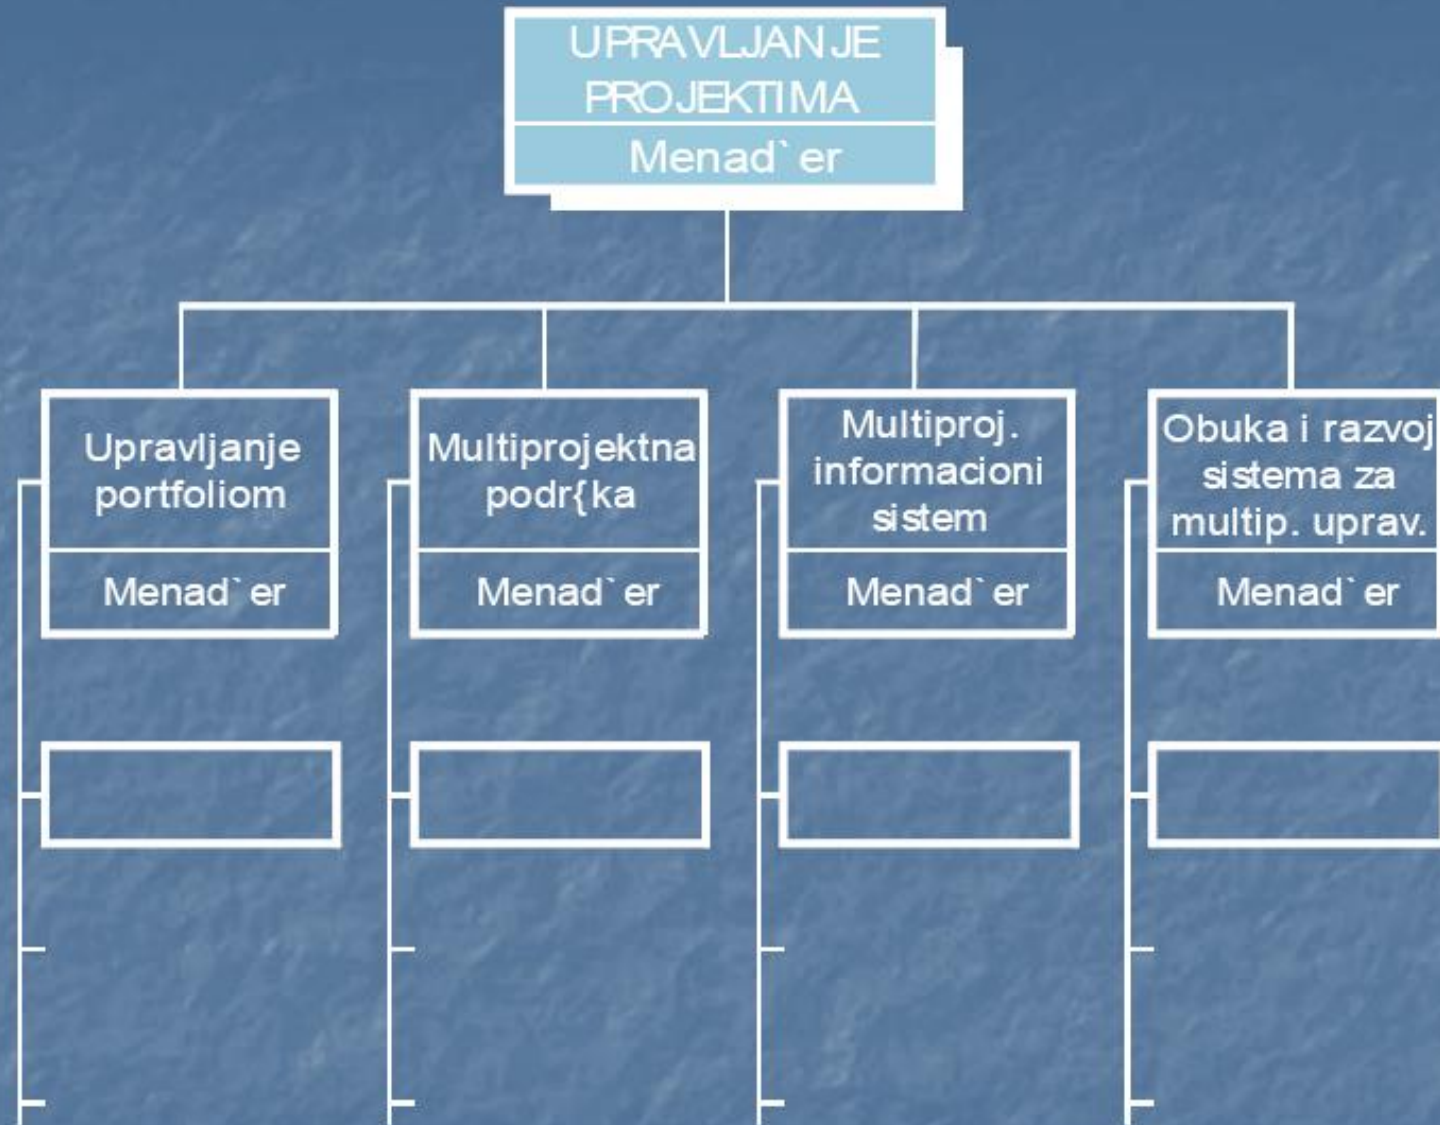 UPRAVLJANJE
PROJEKTIMA
Menad`er
Upravljanje
portfoliom
Menad`er
Multiprojektna
podr{ka
Menad`er
Multiproj.
informacioni
sistem
Menad`er
Obuka i razvoj
sistema za
multip. uprav.
Menad`er